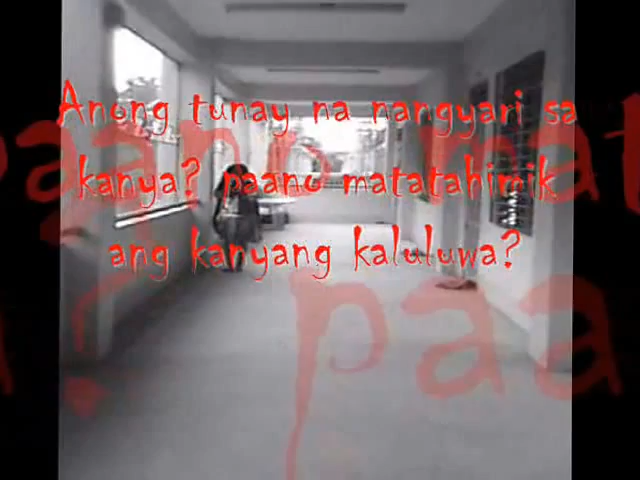 Anong tunay na nangyari sa
kanya? paano matatahimik
ang kanyang kaluluwa?